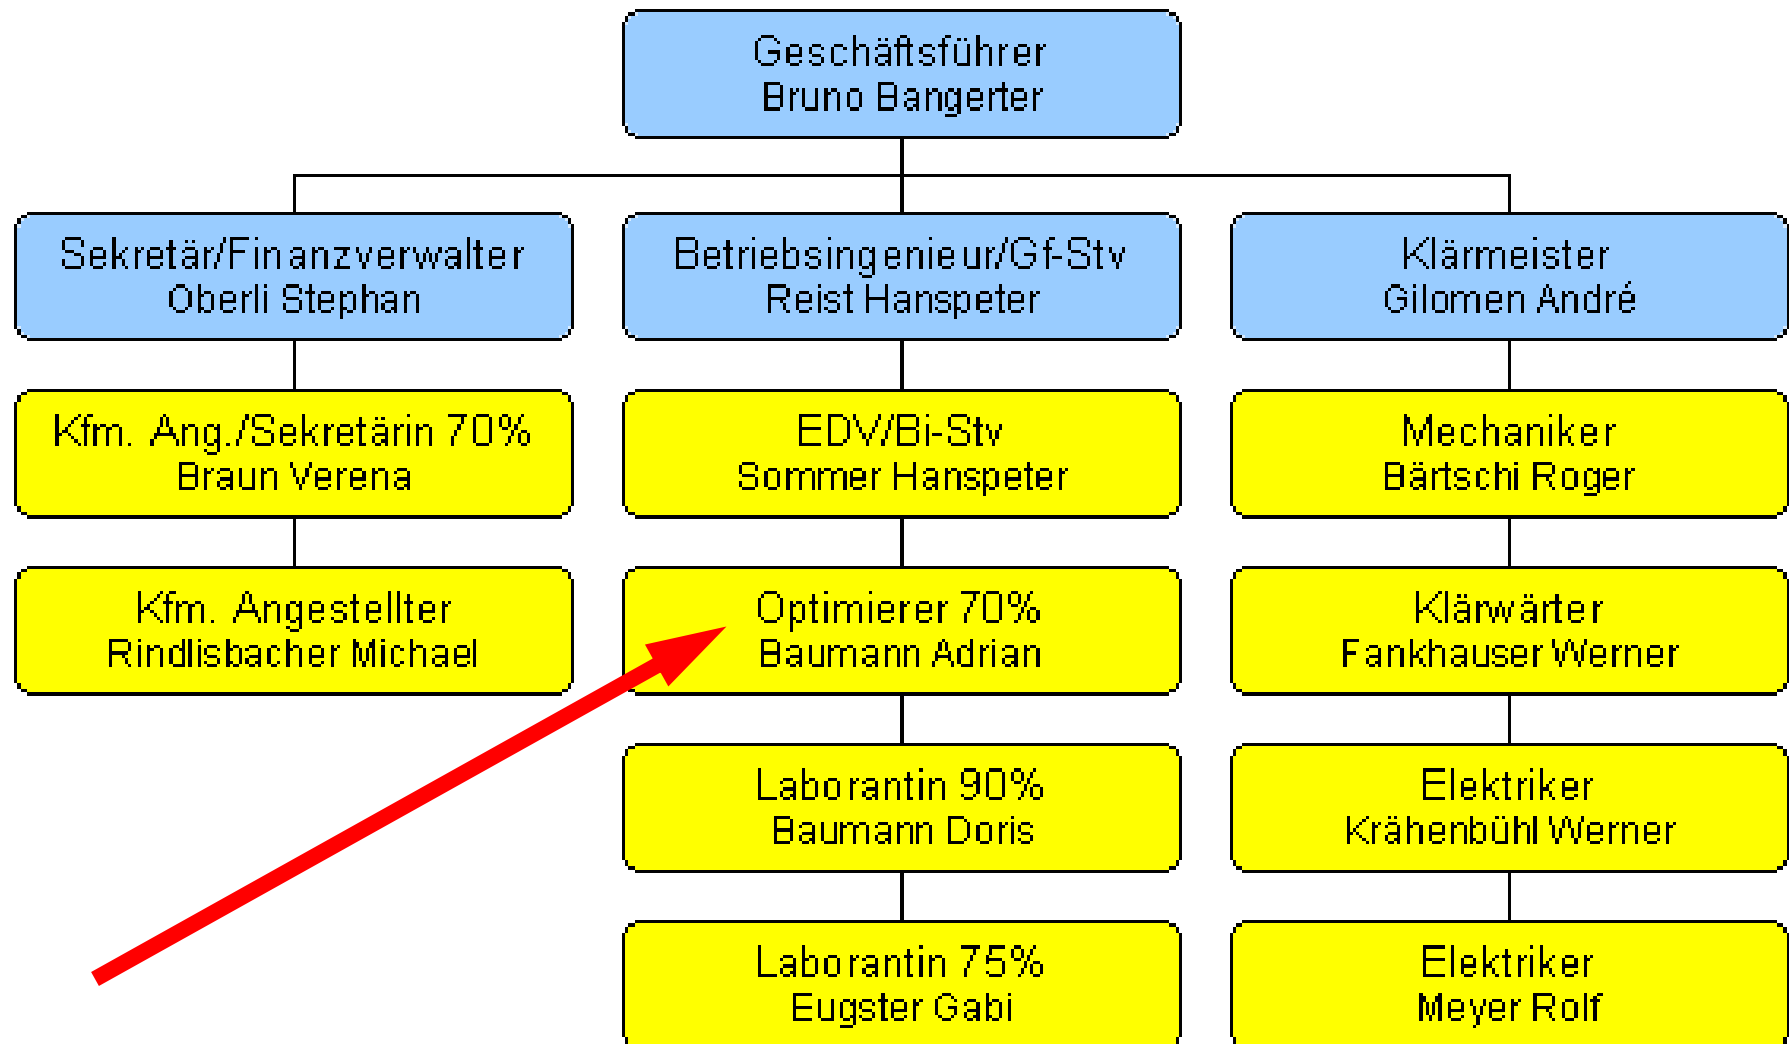 Geschäftsführer
Bruno Bangerter
Sekretär/Finanzverwalter
Oberli Stephan
Betriebsingenieur/Gf-Stv
Reist Hanspeter
Klärmeister
Gilomen André
Kfm. Ang./Sekretärin 70%
Braun Verena
EDV/Bi-Stv
Sommer Hanspeter
Mechaniker
Bärtschi Roger
Kfm. Angestellter
Rindlisbacher Michael
Optimierer 70%
Baumann Adrian
Klärwärter
Fankhauser Werner
Laborantin 90%
Baumann Doris
Elektriker
Krähenbühl Werner
Laborantin 75%
Eugster Gabi
Elektriker
Meyer Rolf